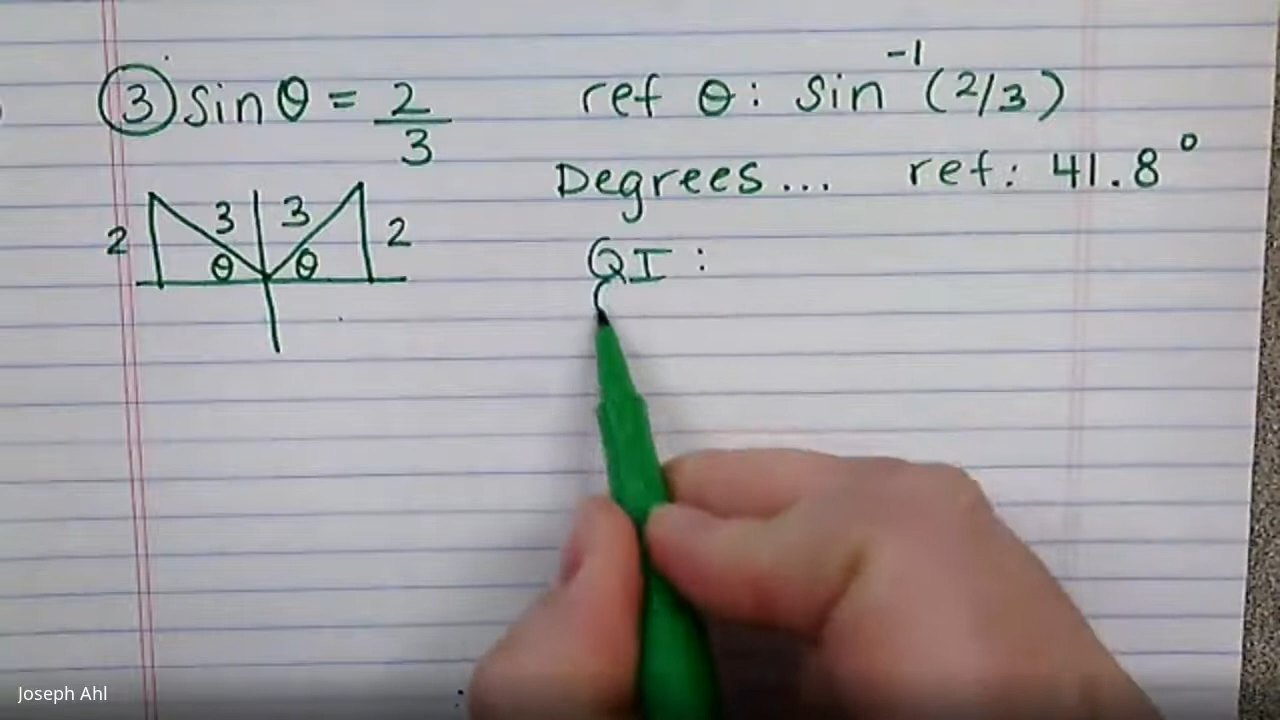 ③ sin θ = 2/3
ref θ: sin⁻¹(2/3)
Degrees... ref: 41.8°
2 3 3 2
θ θ
QI:
Joseph Ahl